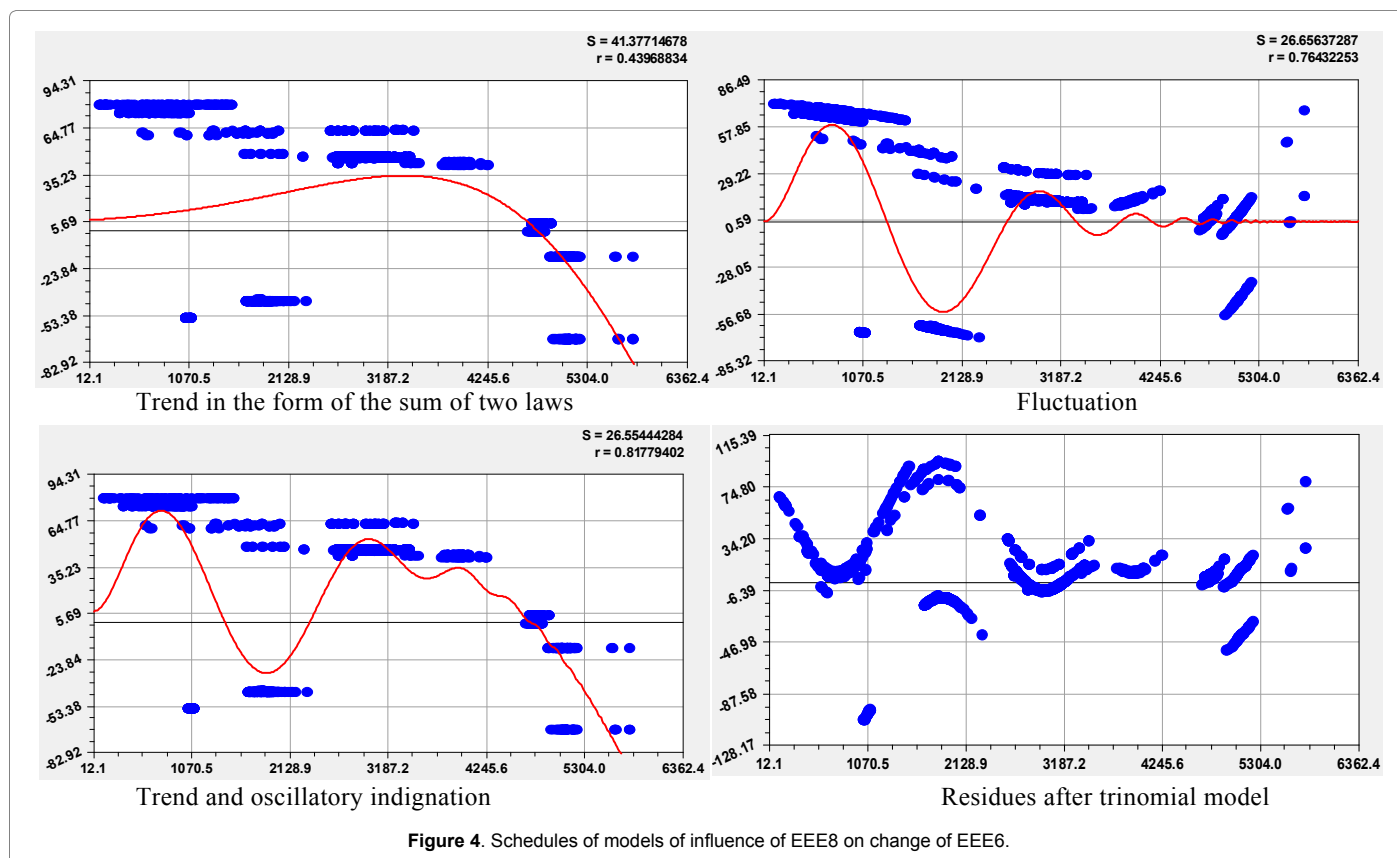 S = 41.37714678
r = 0.43968834
94.31
64.77
35.23
5.69
-23.84
-53.38
-82.92
12.1 1070.5 2128.9 3187.2 4245.6 5304.0 6362.4
Trend in the form of the sum of two laws
S = 26.65637287
r = 0.76432253
86.49
57.85
29.22
0.59
-28.05
-56.68
-85.32
12.1 1070.5 2128.9 3187.2 4245.6 5304.0 6362.4
Fluctuation
S = 26.55444284
r = 0.81779402
94.31
64.77
35.23
5.69
-23.84
-53.38
-82.92
12.1 1070.5 2128.9 3187.2 4245.6 5304.0 6362.4
Trend and oscillatory indignation
115.39
74.80
34.20
-6.39
-46.98
-87.58
-128.17
12.1 1070.5 2128.9 3187.2 4245.6 5304.0 6362.4
Residues after trinomial model
Figure 4. Schedules of models of influence of EEE8 on change of EEE6.